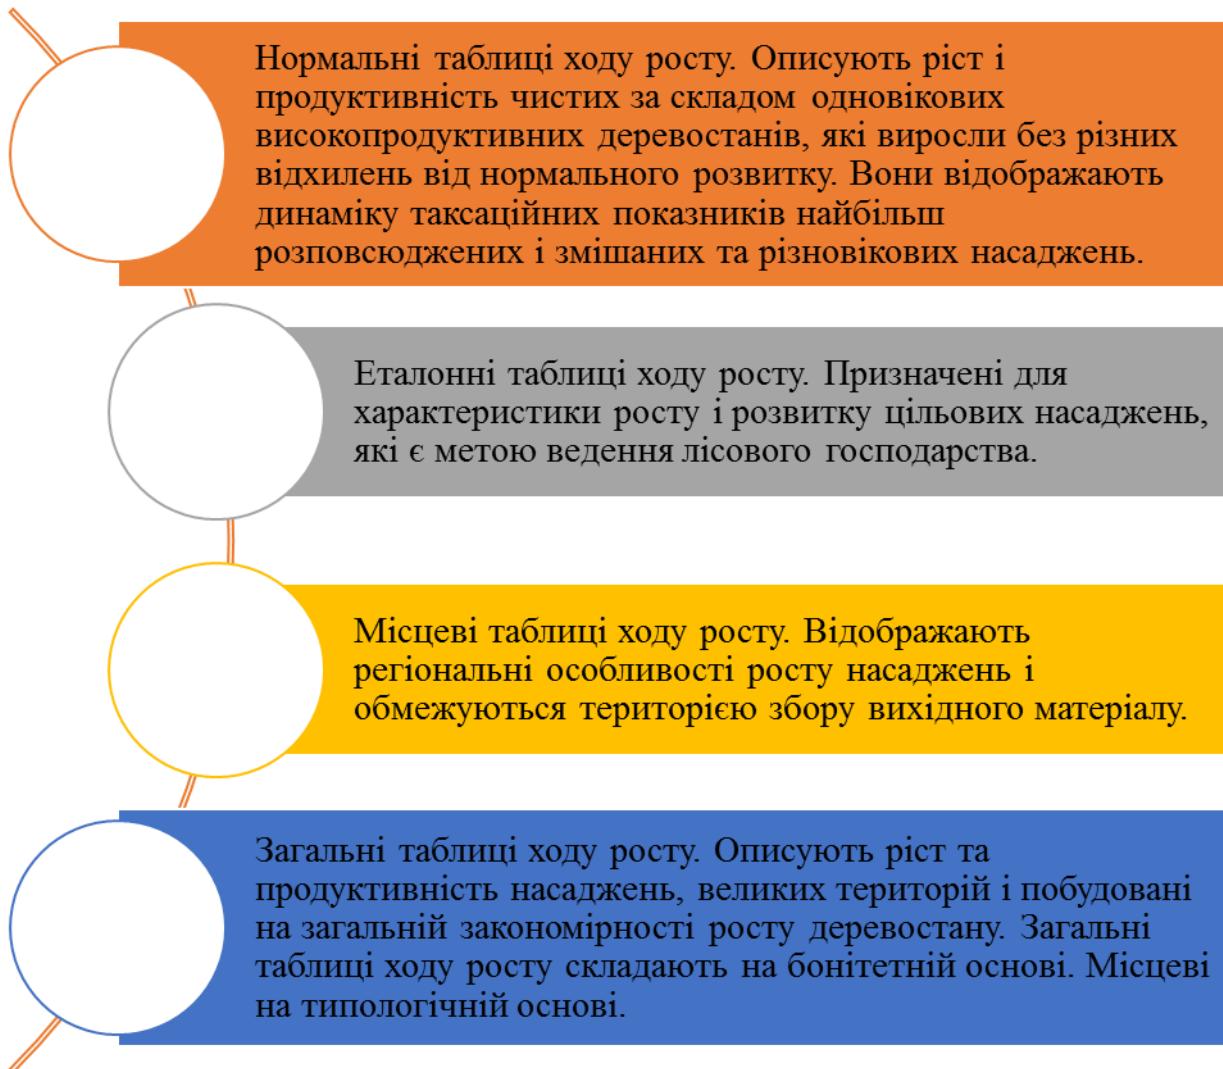 Нормальні таблиці ходу росту. Описують ріст і
продуктивність чистих за складом одновікових
високопродуктивних деревостанів, які виросли без різних
відхилень від нормального розвитку. Вони відображають
динаміку таксаційних показників найбільш
розповсюджених і змішаних та різновікових насаджень.
Еталонні таблиці ходу росту. Призначені для
характеристики росту і розвитку цільових насаджень,
які є метою ведення лісового господарства.
Місцеві таблиці ходу росту. Відображають
регіональні особливості росту насаджень і
обмежуються територією збору вихідного матеріалу.
Загальні таблиці ходу росту. Описують ріст та
продуктивність насаджень, великих територій і побудовані
на загальній закономірності росту деревостану. Загальні
таблиці ходу росту складають на бонітетній основі. Місцеві
на типологічній основі.